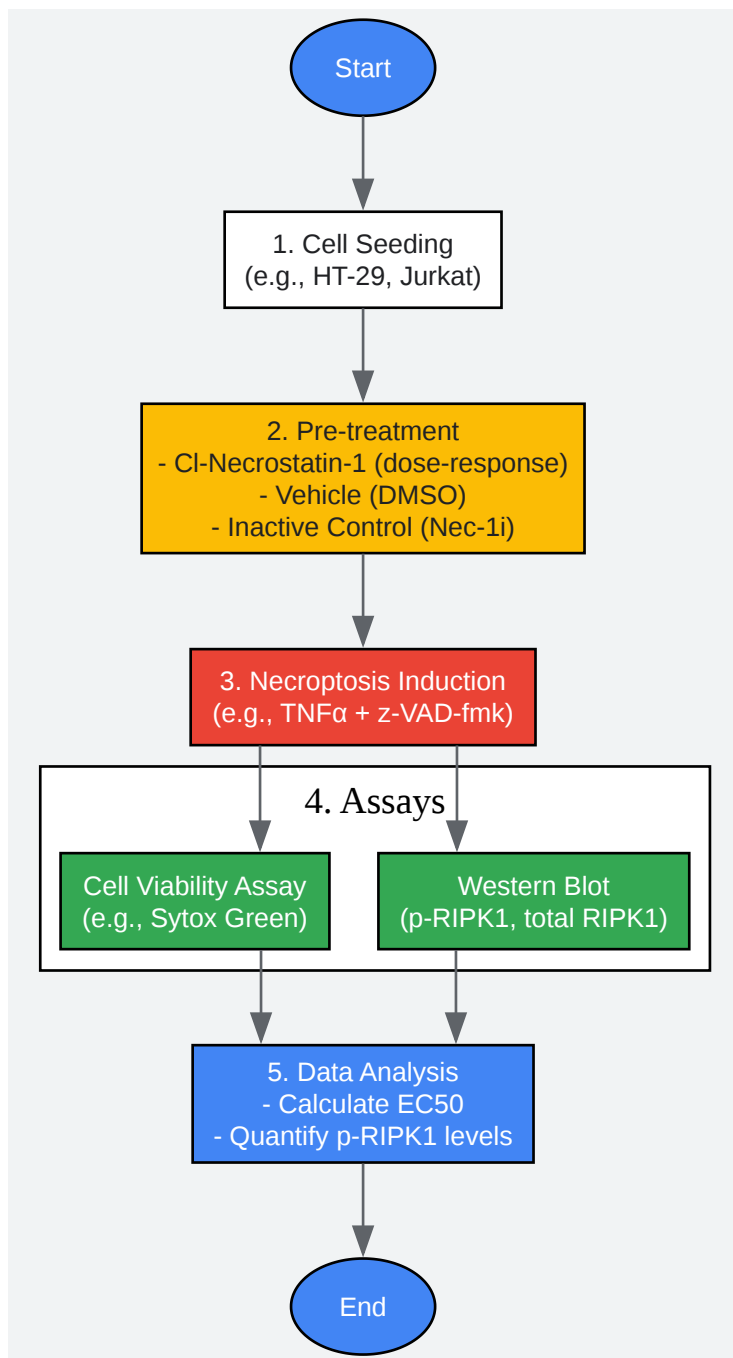 Start
1. Cell Seeding
(e.g., HT-29, Jurkat)
2. Pre-treatment
- Cl-Necrostatin-1 (dose-response)
- Vehicle (DMSO)
- Inactive Control (Nec-1i)
3. Necroptosis Induction
(e.g., TNFα + z-VAD-fmk)
4. Assays
Cell Viability Assay
(e.g., Sytox Green)
Western Blot
(p-RIPK1, total RIPK1)
5. Data Analysis
- Calculate EC50
- Quantify p-RIPK1 levels
End